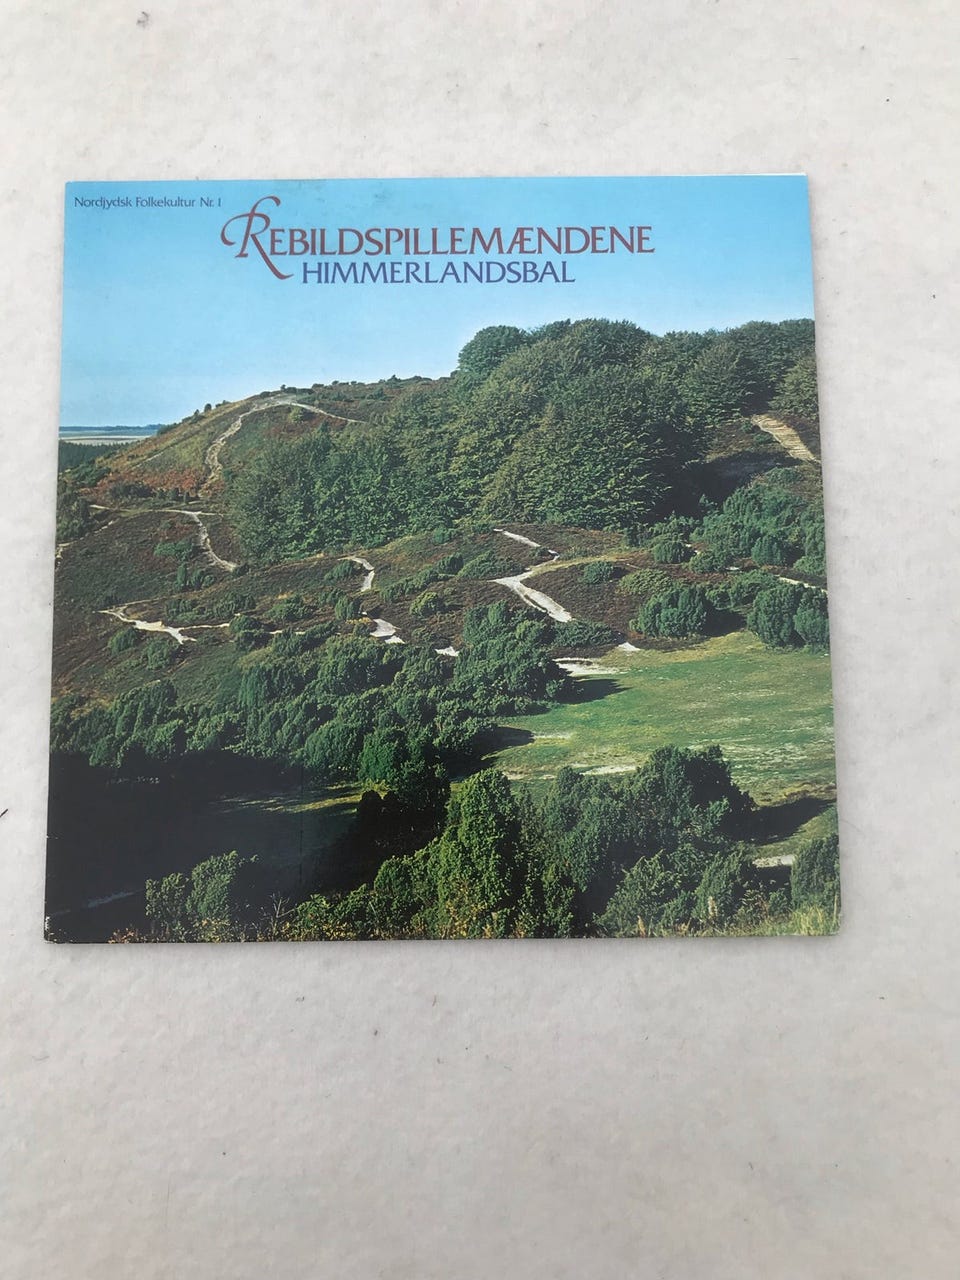 Nordjydsk Folkekultur Nr. 1
REBILDSPILLEMÆNDENE
HIMMERLANDSBAL